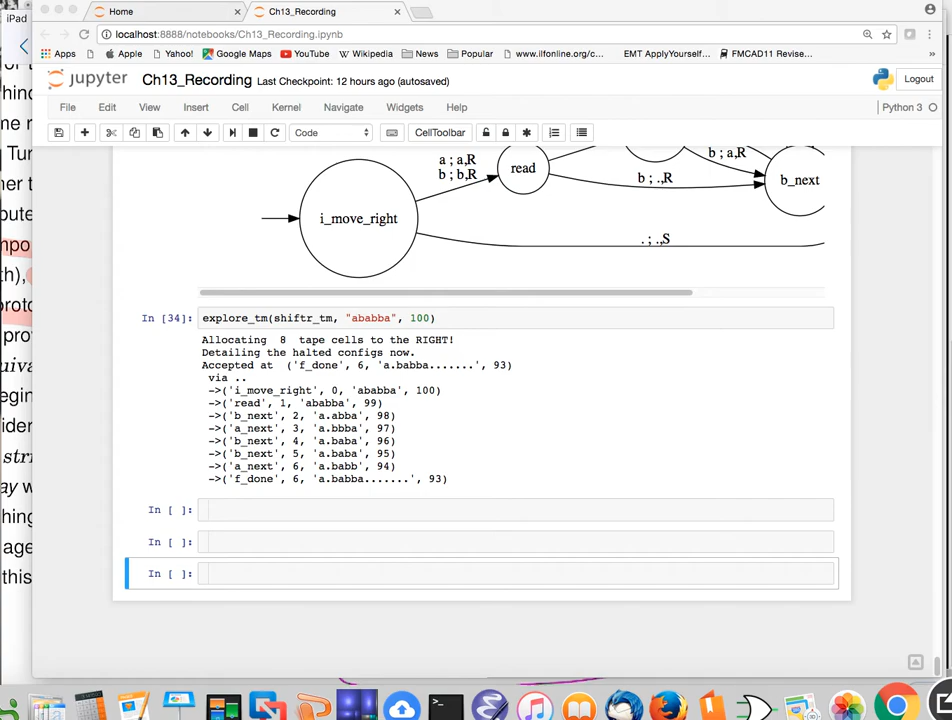 iPad
Home
Ch13_Recording
localhost:8888/notebooks/Ch13_Recording.ipynb
Apps Apple Yahoo! Google Maps YouTube Wikipedia News Popular www.iilfonline.org/c... EMT ApplyYourself... FMCAD11 Revise... »
jupyter Ch13_Recording Last Checkpoint: 12 hours ago (autosaved) Logout
File Edit View Insert Cell Kernel Navigate Widgets Help Python 3
Code CellToolbar
a ; a,R
b ; b,R
read
b ; a,R
b ; .,R
b_next
i_move_right
. ; .,S
In [34]: explore_tm(shiftr_tm, "ababba", 100)
Allocating 8 tape cells to the RIGHT!
Detailing the halted configs now.
Accepted at ('f_done', 6, 'a.babba.......', 93)
via ..
->('i_move_right', 0, 'ababba', 100)
->('read', 1, 'ababba', 99)
->('b_next', 2, 'a.abba', 98)
->('a_next', 3, 'a.bbba', 97)
->('b_next', 4, 'a.baba', 96)
->('b_next', 5, 'a.baba', 95)
->('a_next', 6, 'a.babb', 94)
->('f_done', 6, 'a.babba.......', 93)
In [ ]:
In [ ]:
In [ ]: